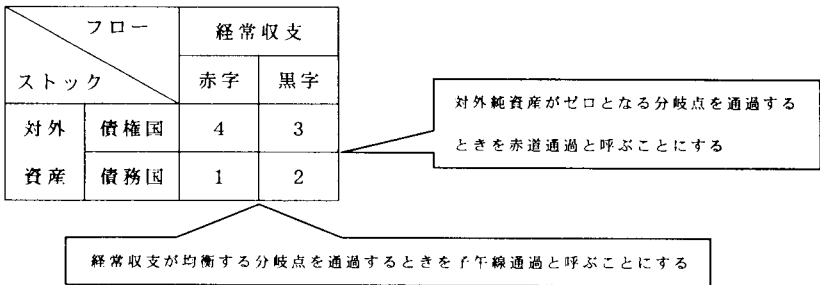 フロー
経常収支
ストック
赤字
黒字
対外
債権国
4
3
資産
債務国
1
2
対外純資産がゼロとなる分岐点を通過する
ときを赤道通過と呼ぶことにする
経常収支が均衡する分岐点を通過するときを子午線通過と呼ぶことにする